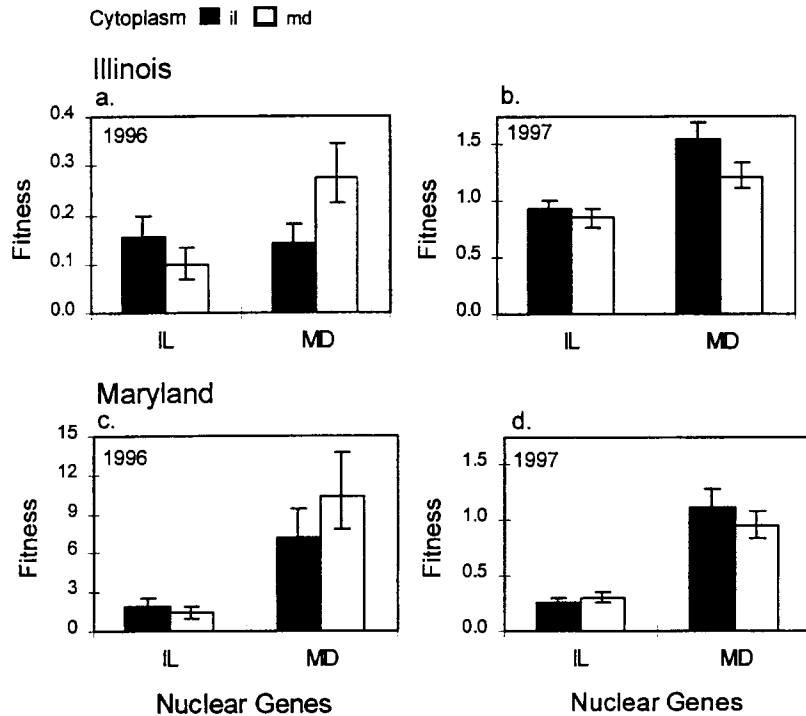 Cytoplasm il md
Illinois
a.
0.4
1996
0.3
0.2
0.1
0.0
Fitness
IL MD
b.
1997
1.5
1.0
0.5
0.0
Fitness
IL MD
Maryland
c.
15
1996
12
9
6
3
0
Fitness
IL MD
Nuclear Genes
d.
1997
1.5
1.0
0.5
0.0
Fitness
IL MD
Nuclear Genes